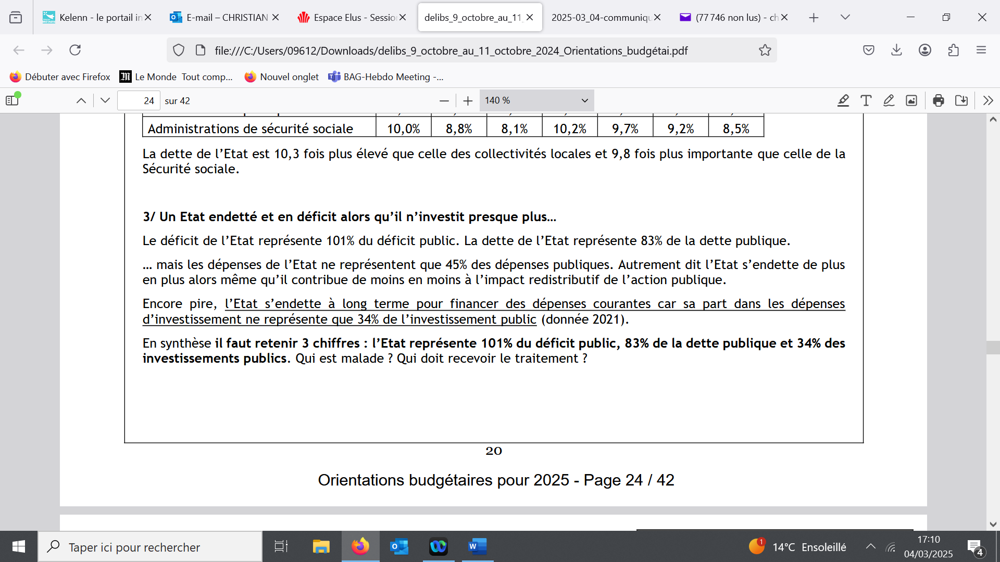 Kelenn - le portail in
E-mail – CHRISTIAN
Espace Elus - Sessio
delibs_9_octobre_au_11_
2025-03_04-communiqu
(77 746 non lus) - ch
file:///C:/Users/09612/Downloads/delibs_9_octobre_au_11_octobre_2024_Orientations_budgétai.pdf
Débuter avec Firefox
M Le Monde Tout comp...
Nouvel onglet
BAG-Hebdo Meeting -...
24 sur 42
140 %
Administrations de sécurité sociale 10,0% 8,8% 8,1% 10,2% 9,7% 9,2% 8,5%
La dette de l’Etat est 10,3 fois plus élevé que celle des collectivités locales et 9,8 fois plus importante que celle de la
Sécurité sociale.
3/ Un Etat endetté et en déficit alors qu’il n’investit presque plus…
Le déficit de l’Etat représente 101% du déficit public. La dette de l’Etat représente 83% de la dette publique.
… mais les dépenses de l’Etat ne représentent que 45% des dépenses publiques. Autrement dit l’Etat s’endette de plus
en plus alors même qu’il contribue de moins en moins à l’impact redistributif de l’action publique.
Encore pire, l’Etat s’endette à long terme pour financer des dépenses courantes car sa part dans les dépenses
d’investissement ne représente que 34% de l’investissement public (donnée 2021).
En synthèse il faut retenir 3 chiffres : l’Etat représente 101% du déficit public, 83% de la dette publique et 34% des
investissements publics. Qui est malade ? Qui doit recevoir le traitement ?
20
Orientations budgétaires pour 2025 - Page 24 / 42
Taper ici pour rechercher
1
14°C Ensoleillé
17:10
04/03/2025
4